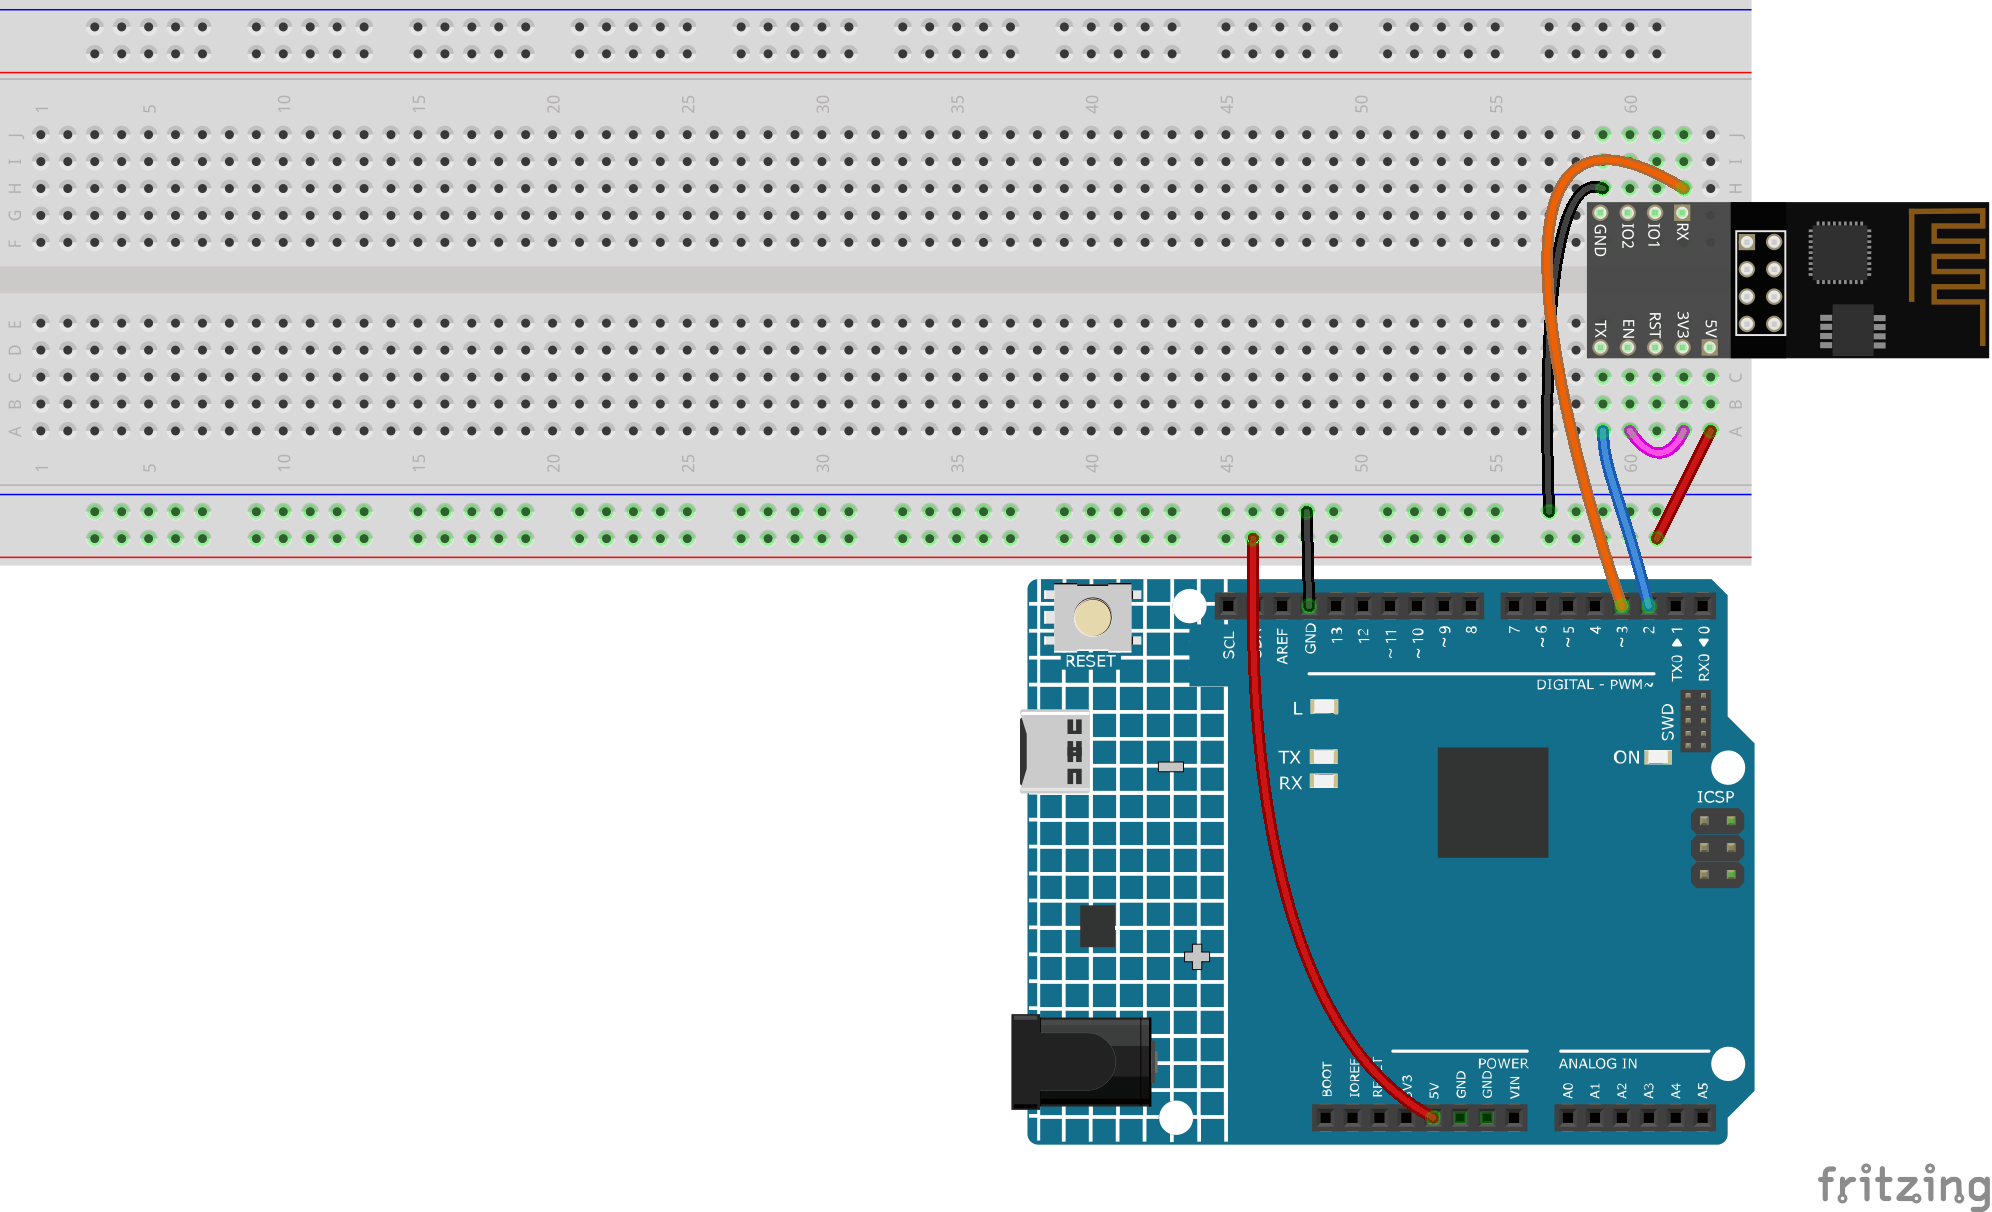 1 5 10 15 20 25 30 35 40 45 50 55 60
J J
I I
H H
G
F
GND IO2 IO1 RX
TX EN RST 3V3 5V
E
D
C C
B B
A A
1 5 10 15 20 25 30 35 40 45 50 55 60
SCL AREF GND 13 12 ~11 ~10 ~9 8 7 ~6 ~5 4 ~3 2 TX0 ▶ 1 RX0 ◀ 0
RESET
DIGITAL - PWM~
L
SWD
TX
ON
RX
ICSP
POWER
ANALOG IN
BOOT IOREF 5V GND GND VIN A0 A1 A2 A3 A4 A5
fritzing